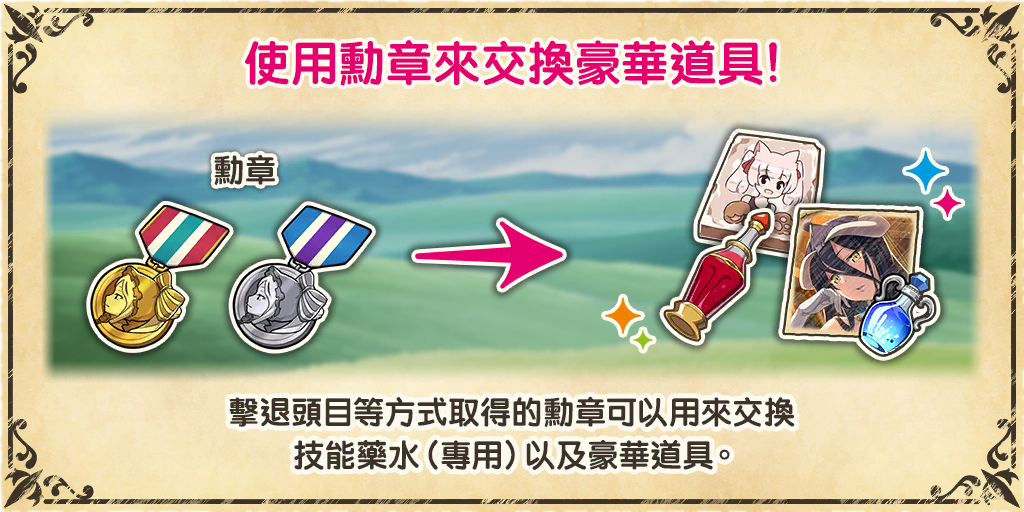 使用勳章來交換豪華道具!
勳章
擊退頭目等方式取得的勳章可以用來交換
技能藥水(專用)以及豪華道具。